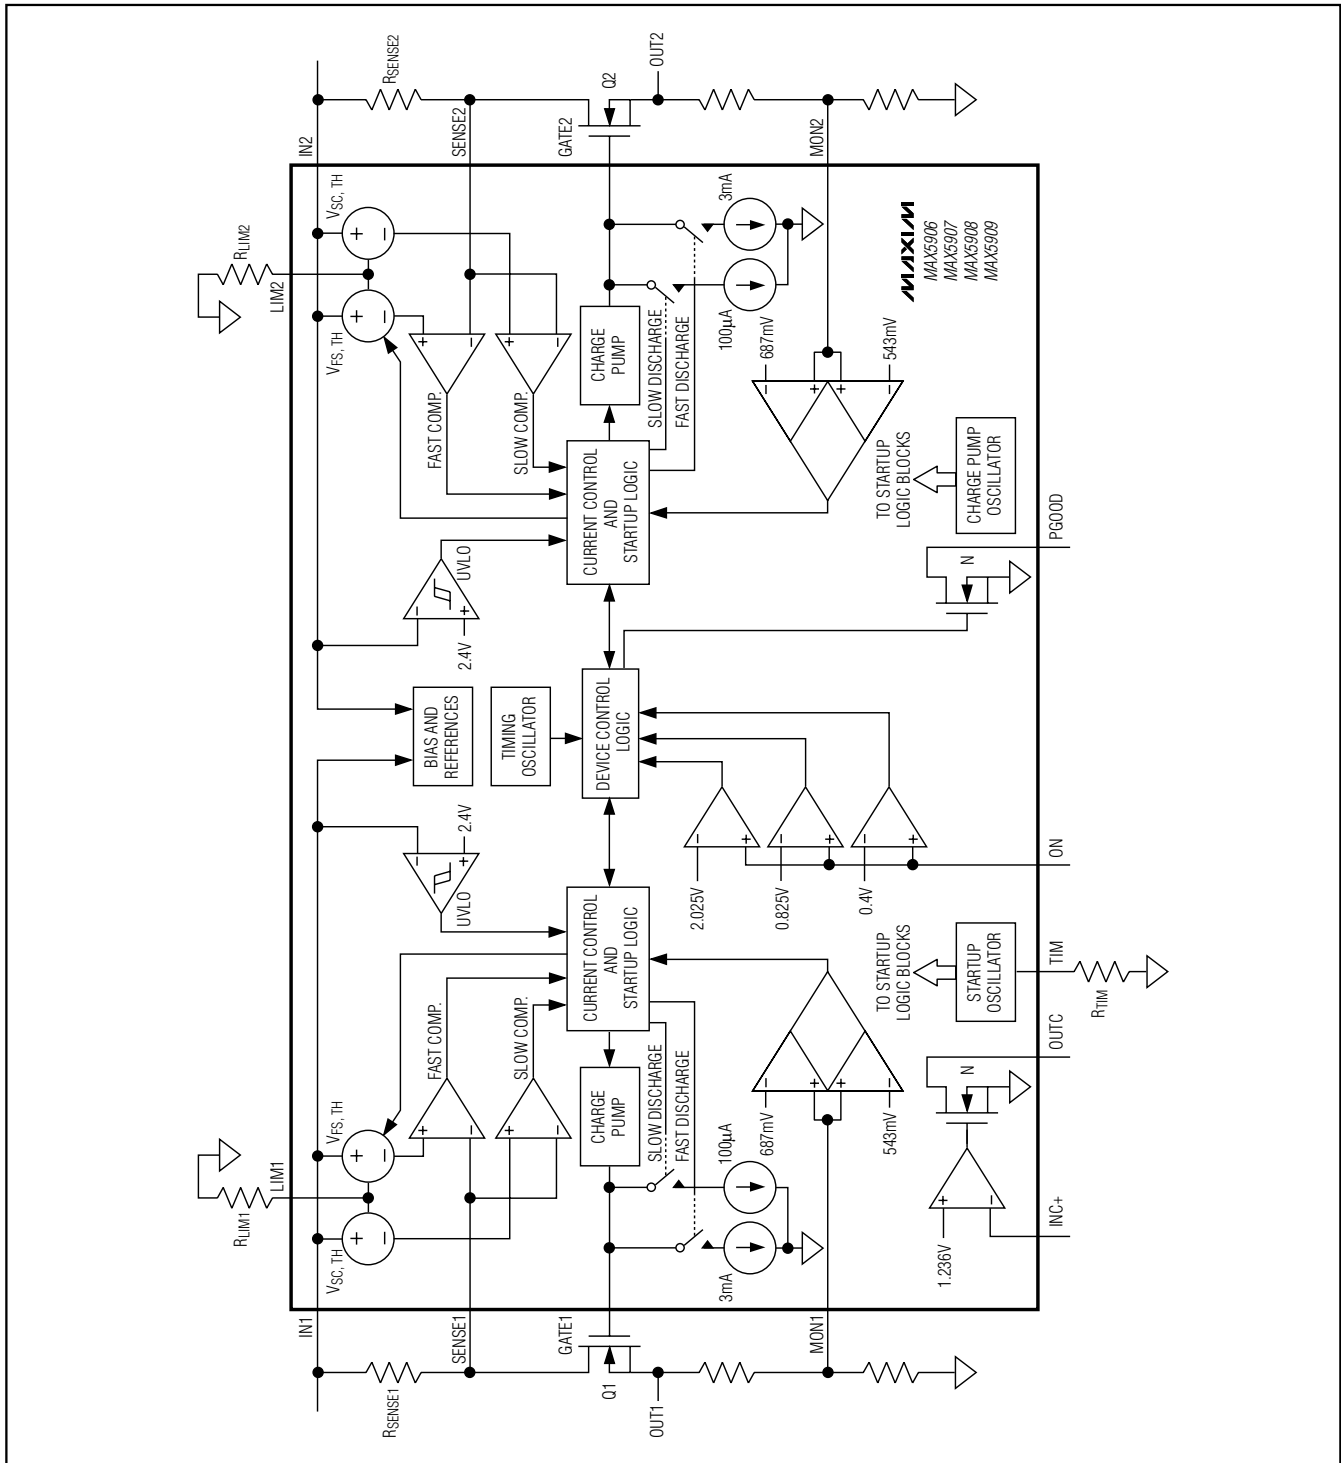 RSENSE2
OUT2
Q2
IN2
SENSE2
GATE2
MON2
RLIM2
LIM2
VSC, TH
+
−
VFS, TH
+
−
3mA
100µA
MAXIM
MAX5906
MAX5907
MAX5908
MAX5909
+
−
+
−
FAST COMP.
SLOW COMP.
CHARGE
PUMP
SLOW DISCHARGE
FAST DISCHARGE
687mV
543mV
−
+
+
−
CURRENT CONTROL
AND
STARTUP LOGIC
TO STARTUP
LOGIC BLOCKS
CHARGE PUMP
OSCILLATOR
UVLO
−
+
2.4V
N
PGOOD
BIAS AND
REFERENCES
TIMING
OSCILLATOR
DEVICE CONTROL
LOGIC
2.4V
−
+
UVLO
−
+
−
+
−
+
2.025V
0.825V
0.4V
ON
CURRENT CONTROL
AND
STARTUP LOGIC
TO STARTUP
LOGIC BLOCKS
STARTUP
OSCILLATOR
TIM
RTIM
FAST COMP.
SLOW COMP.
+
−
+
−
CHARGE
PUMP
SLOW DISCHARGE
FAST DISCHARGE
−
+
+
−
687mV
543mV
N
OUTC
VFS, TH
+
−
LIM1
RLIM1
VSC, TH
+
−
100µA
3mA
+
−
1.236V
INC+
IN1
SENSE1
GATE1
MON1
RSENSE1
Q1
OUT1